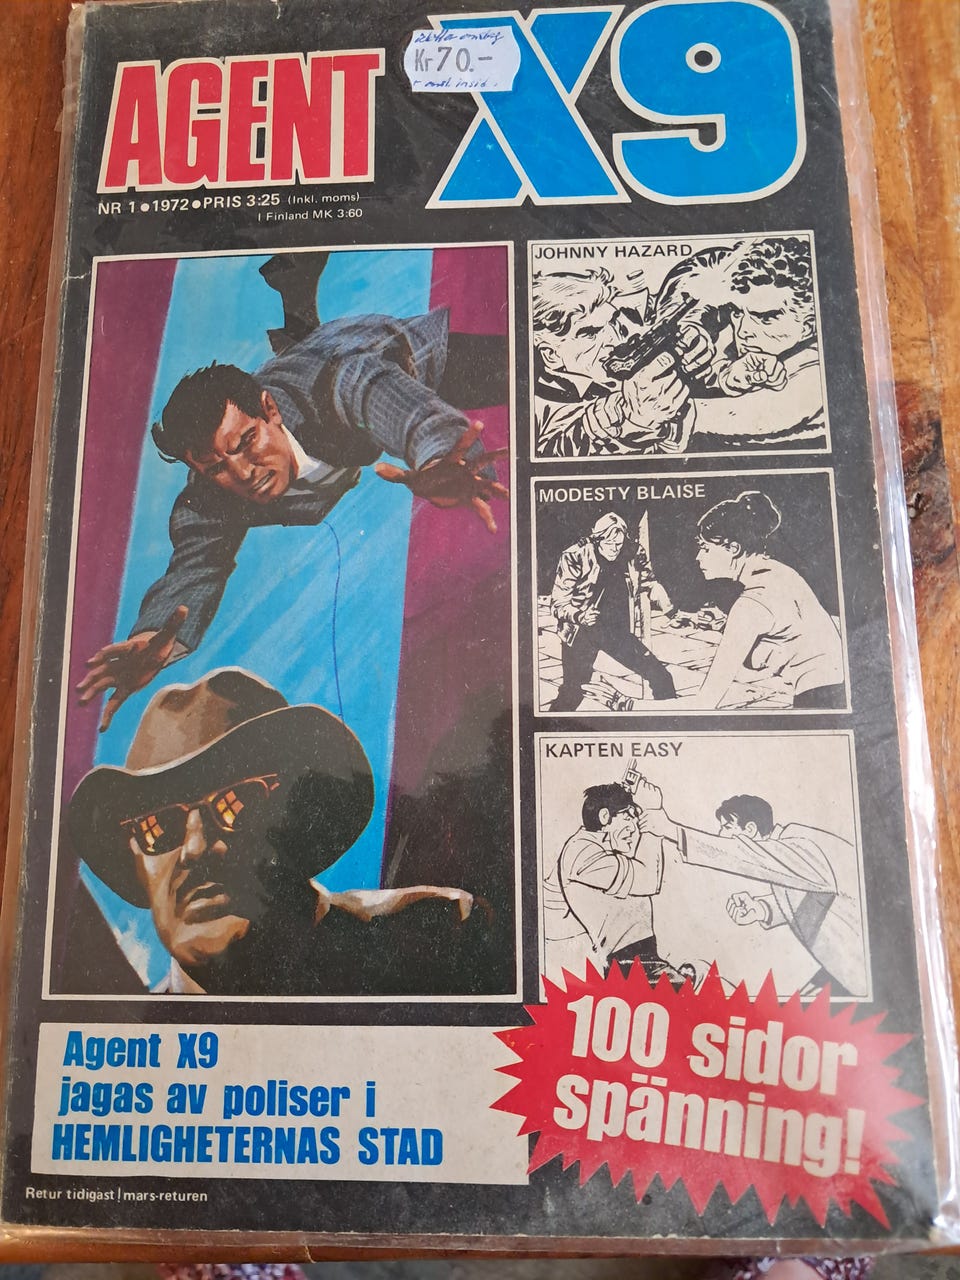 AGENT X9
Kr 70.-
NR 1 ● 1972 ● PRIS 3:25 (Inkl. moms)
I Finland MK 3:60
JOHNNY HAZARD
MODESTY BLAISE
KAPTEN EASY
Agent X9
jagas av poliser i
HEMLIGHETERNAS STAD
100 sidor
spänning!
Retur tidigast I mars-returen